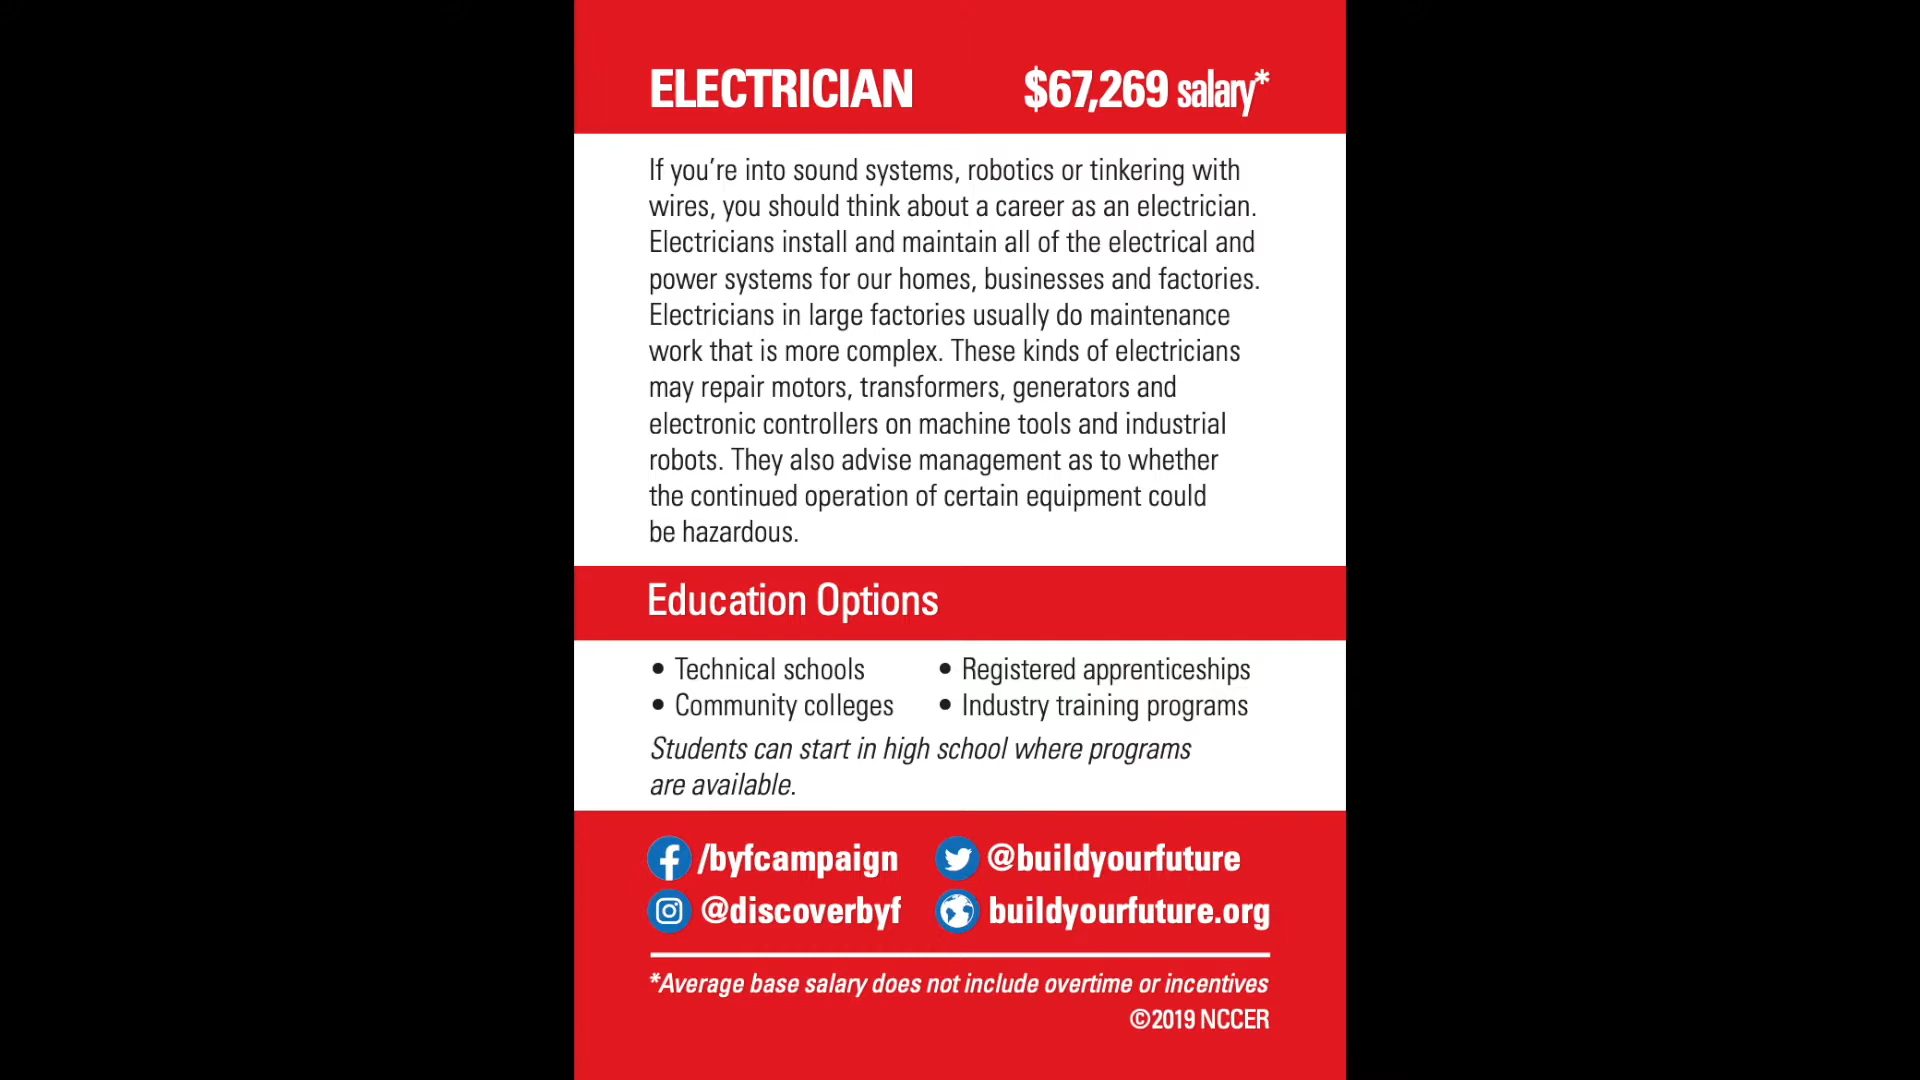 ELECTRICIAN $67,269 salary*
If you’re into sound systems, robotics or tinkering with
wires, you should think about a career as an electrician.
Electricians install and maintain all of the electrical and
power systems for our homes, businesses and factories.
Electricians in large factories usually do maintenance
work that is more complex. These kinds of electricians
may repair motors, transformers, generators and
electronic controllers on machine tools and industrial
robots. They also advise management as to whether
the continued operation of certain equipment could
be hazardous.
Education Options
• Technical schools • Registered apprenticeships
• Community colleges • Industry training programs
Students can start in high school where programs
are available.
/byfcampaign @buildyourfuture
@discoverbyf buildyourfuture.org
*Average base salary does not include overtime or incentives
©2019 NCCER